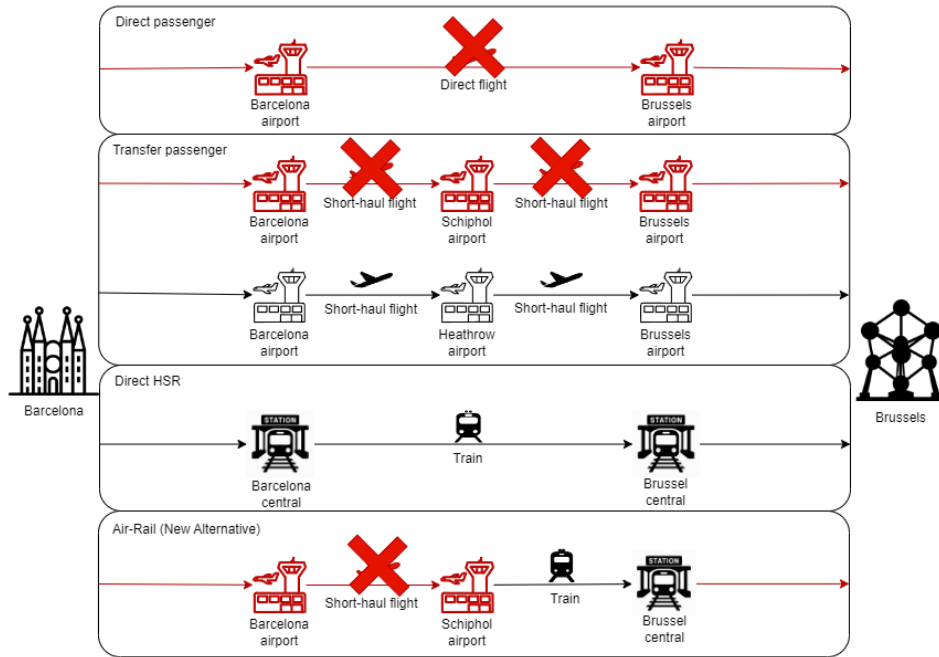 Direct passenger
Direct flight
Barcelona
airport
Brussels
airport
Transfer passenger
Short-haul flight
Short-haul flight
Barcelona
airport
Schiphol
airport
Brussels
airport
Short-haul flight
Short-haul flight
Barcelona
airport
Heathrow
airport
Brussels
airport
Barcelona
Brussels
Direct HSR
STATION
STATION
Train
Barcelona
central
Brussel
central
Air-Rail (New Alternative)
STATION
Short-haul flight
Train
Barcelona
airport
Schiphol
airport
Brussel
central